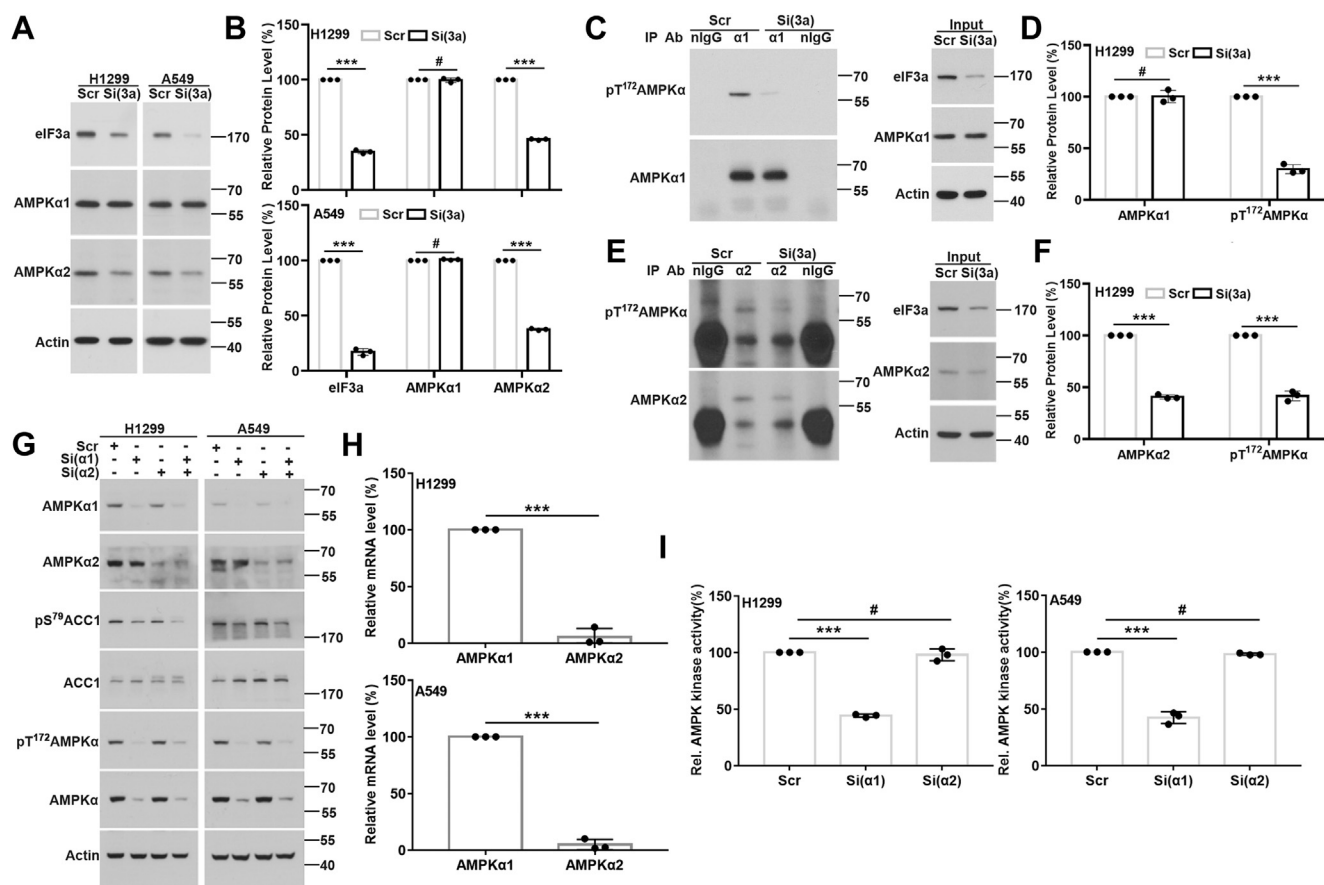 A
H1299 A549
Scr Si(3a) Scr Si(3a)
eIF3a
170
AMPKα1
70
55
AMPKα2
70
55
Actin
55
40
B
Relative Protein Level (%)
H1299
Scr Si(3a)
150
100
50
0
*** # ***
Relative Protein Level (%)
A549
150
100
50
0
*** # ***
eIF3a AMPKα1 AMPKα2
C
Scr Si(3a)
IP Ab nIgG α1 α1 nIgG
pT172AMPKα
70
55
AMPKα1
70
55
Input
Scr Si(3a)
eIF3a
170
AMPKα1
70
55
Actin
55
40
D
Relative Protein Level (%)
H1299
Scr Si(3a)
150
100
50
0
# ***
AMPKα1 pT172AMPKα
E
Scr Si(3a)
IP Ab nIgG α2 α2 nIgG
pT172AMPKα
70
55
AMPKα2
70
55
Input
Scr Si(3a)
eIF3a
170
AMPKα2
70
55
Actin
55
40
F
Relative Protein Level (%)
H1299
Scr Si(3a)
150
100
50
0
*** ***
AMPKα2 pT172AMPKα
G
H1299 A549
Scr + - - - + - - -
Si(α1) - + - + - + - +
Si(α2) - - + + - - + +
AMPKα1
70
55
AMPKα2
70
55
pS79ACC1
170
ACC1
170
pT172AMPKα
70
55
AMPKα
70
55
Actin
55
40
H
Relative mRNA level (%)
H1299
150
100
50
0
***
AMPKα1 AMPKα2
Relative mRNA level (%)
A549
150
100
50
0
***
AMPKα1 AMPKα2
I
Rel. AMPK kinase activity(%)
H1299
150
100
50
0
#
***
Scr Si(α1) Si(α2)
Rel. AMPK kinase activity(%)
A549
150
100
50
0
#
***
Scr Si(α1) Si(α2)